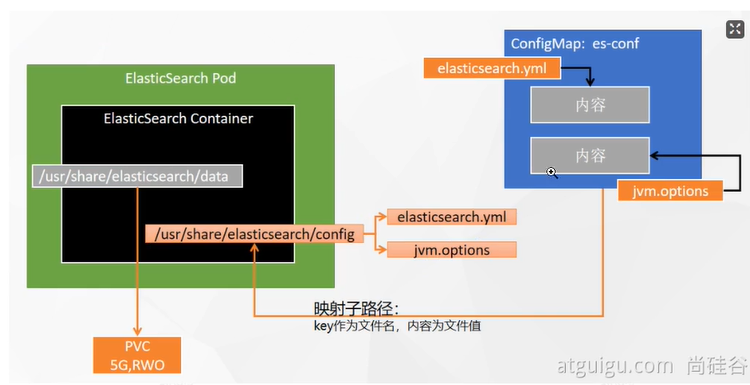 ConfigMap: es-conf
elasticsearch.yml
内容
内容
jvm.options
ElasticSearch Pod
ElasticSearch Container
/usr/share/elasticsearch/data
/usr/share/elasticsearch/config
elasticsearch.yml
jvm.options
映射子路径：
key作为文件名，内容为文件值
PVC
5G,RWO
atguigu.com 尚硅谷